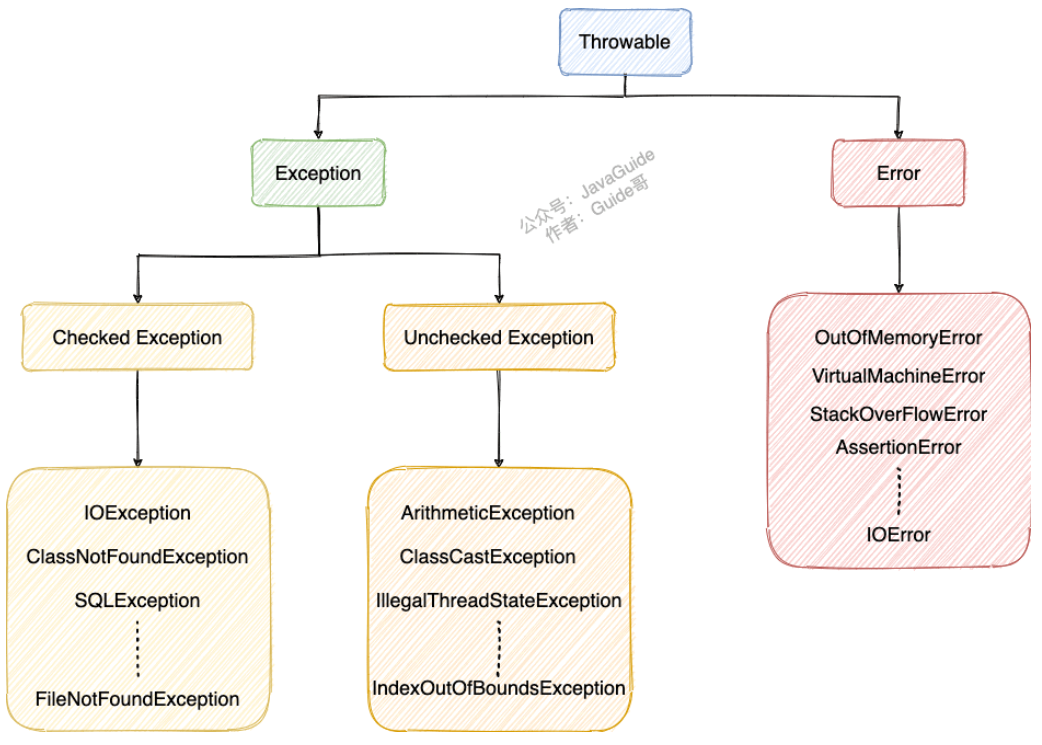 Throwable
Exception
Error
公众号：JavaGuide
作者：Guide哥
Checked Exception
Unchecked Exception
OutOfMemoryError
VirtualMachineError
StackOverFlowError
AssertionError
IOError
IOException
ClassNotFoundException
SQLException
FileNotFoundException
ArithmeticException
ClassCastException
IllegalThreadStateException
IndexOutOfBoundsException